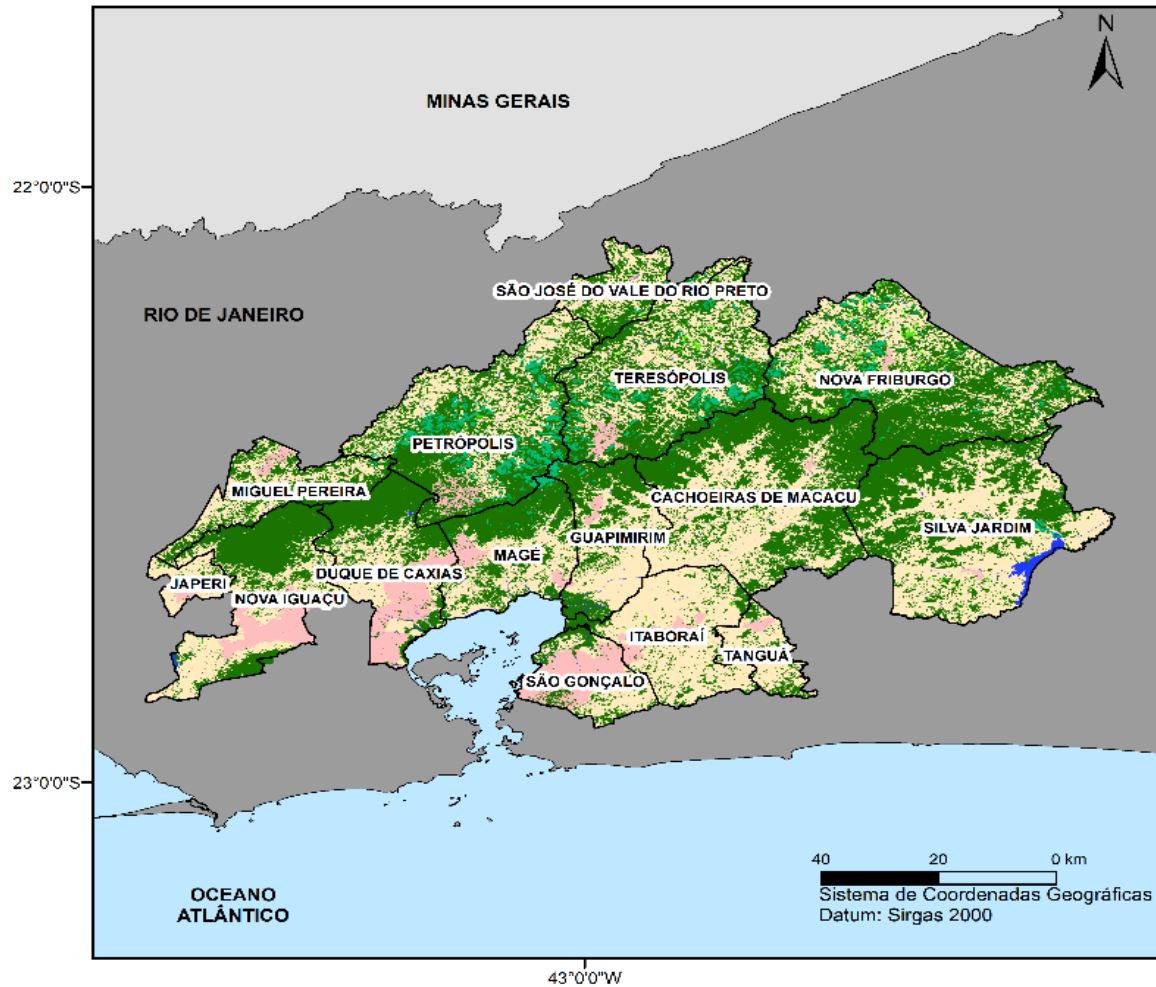 N
MINAS GERAIS
22°0'0"S
SÃO JOSÉ DO VALE DO RIO PRETO
RIO DE JANEIRO
TERESÓPOLIS
NOVA FRIBURGO
PETRÓPOLIS
MIGUEL PEREIRA
CACHOEIRAS DE MACACU
SILVA JARDIM
GUAPIMIRIM
MAGÉ
DUQUE DE CAXIAS
JAPERI
NOVA IGUAÇU
ITABORAÍ
TANGUÁ
SÃO GONÇALO
23°0'0"S
40 20 0 km
Sistema de Coordenadas Geográficas
Datum: Sirgas 2000
OCEANO
ATLÂNTICO
43°0'0"W